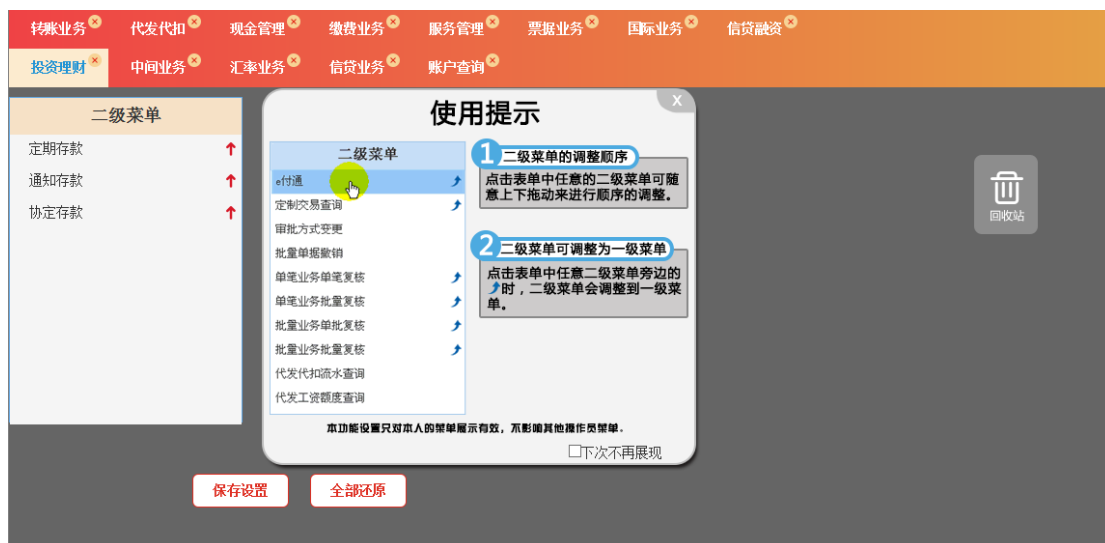 转账业务 代发代扣 现金管理 缴费业务 服务管理 票据业务 国际业务 信贷融资
投资理财 中间业务 汇率业务 信贷业务 账户查询
二级菜单
定期存款
通知存款
协定存款
使用提示
X
二级菜单
e付通
定制交易查询
审批方式变更
批量单据撤销
单笔业务单笔复核
单笔业务批量复核
批量业务单批复核
批量业务批量复核
代发代扣流水查询
代发工资额度查询
1 二级菜单的调整顺序
点击表单中任意的二级菜单可随
意上下拖动来进行顺序的调整。
2 二级菜单可调整为一级菜单
点击表单中任意二级菜单旁边的
时，二级菜单会调整到一级菜
单。
本功能设置只对本人的菜单展示有效，不影响其他操作员菜单。
下次不再展现
回收站
保存设置 全部还原